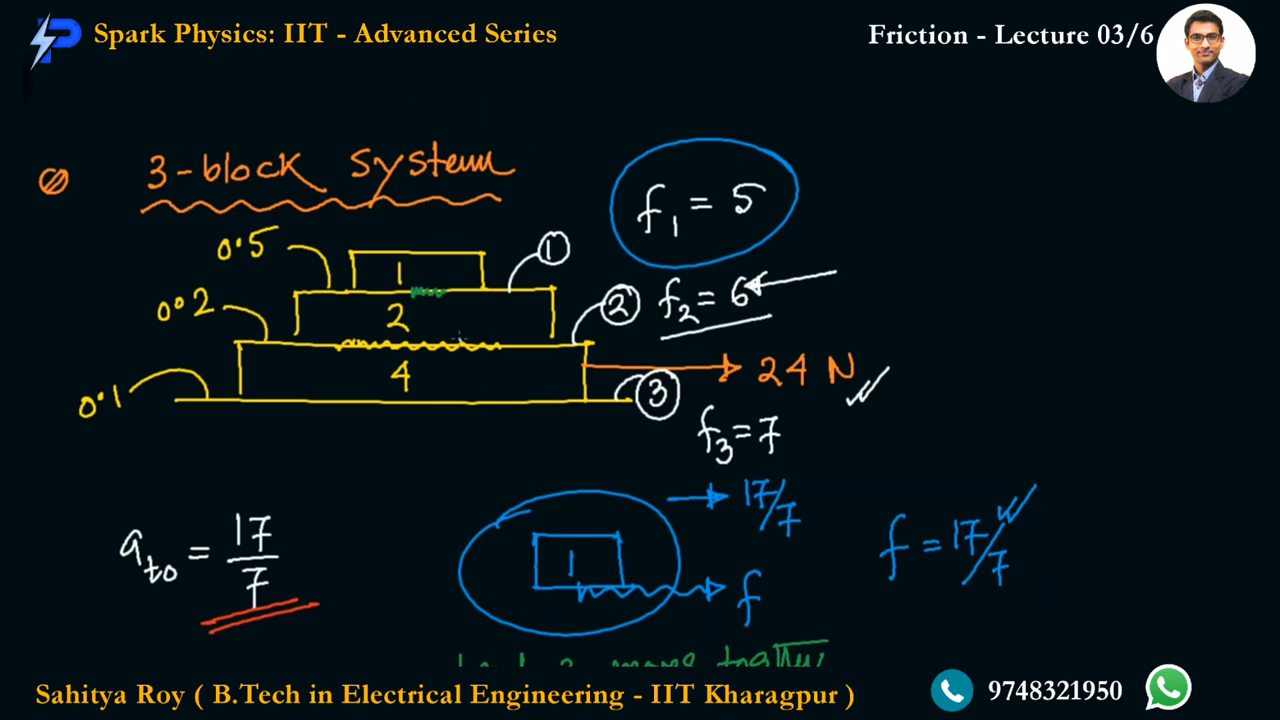 Spark Physics: IIT - Advanced Series
Friction - Lecture 03/6
3-block system
f₁ = 5
0.5
1
①
0.2
2
②
f₂ = 6
4
24 N
0.1
③
f₃ = 7
17/7
a_to = 17/7
1
f
f = 17/7
Sahitya Roy ( B.Tech in Electrical Engineering - IIT Kharagpur )
9748321950